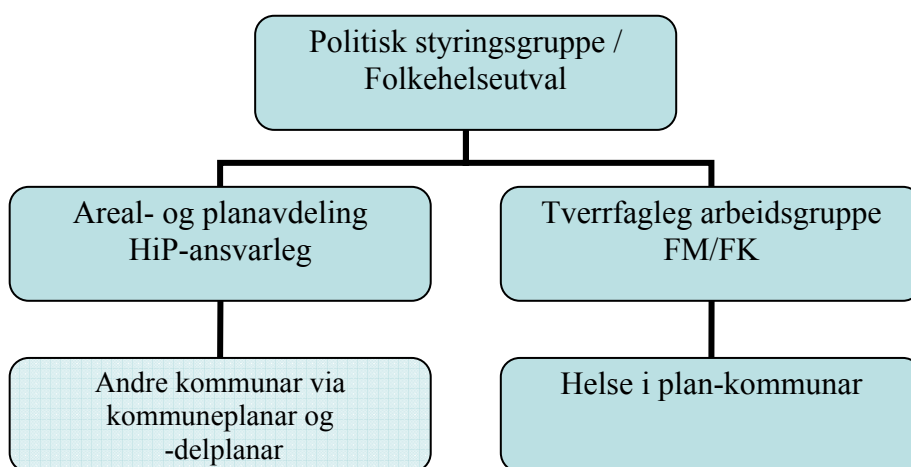 Politisk styringsgruppe /
Folkehelseutval
Areal- og planavdeling
HiP-ansvarleg
Tverrfagleg arbeidsgruppe
FM/FK
Andre kommunar via
kommuneplanar og
-delplanar
Helse i plan-kommunar